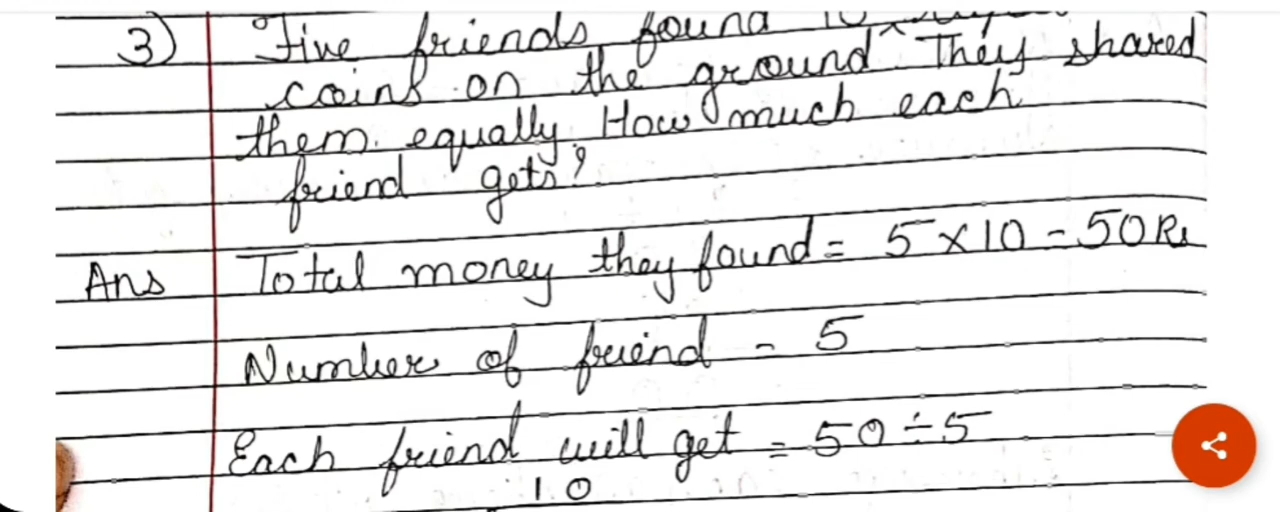 3) Five friends found 10
coins on the ground They shared
them equally. How much each
friend gets?
Ans Total money they found = 5 × 10 = 50 Rs
Number of friend = 5
Each friend will get = 50 ÷ 5
10